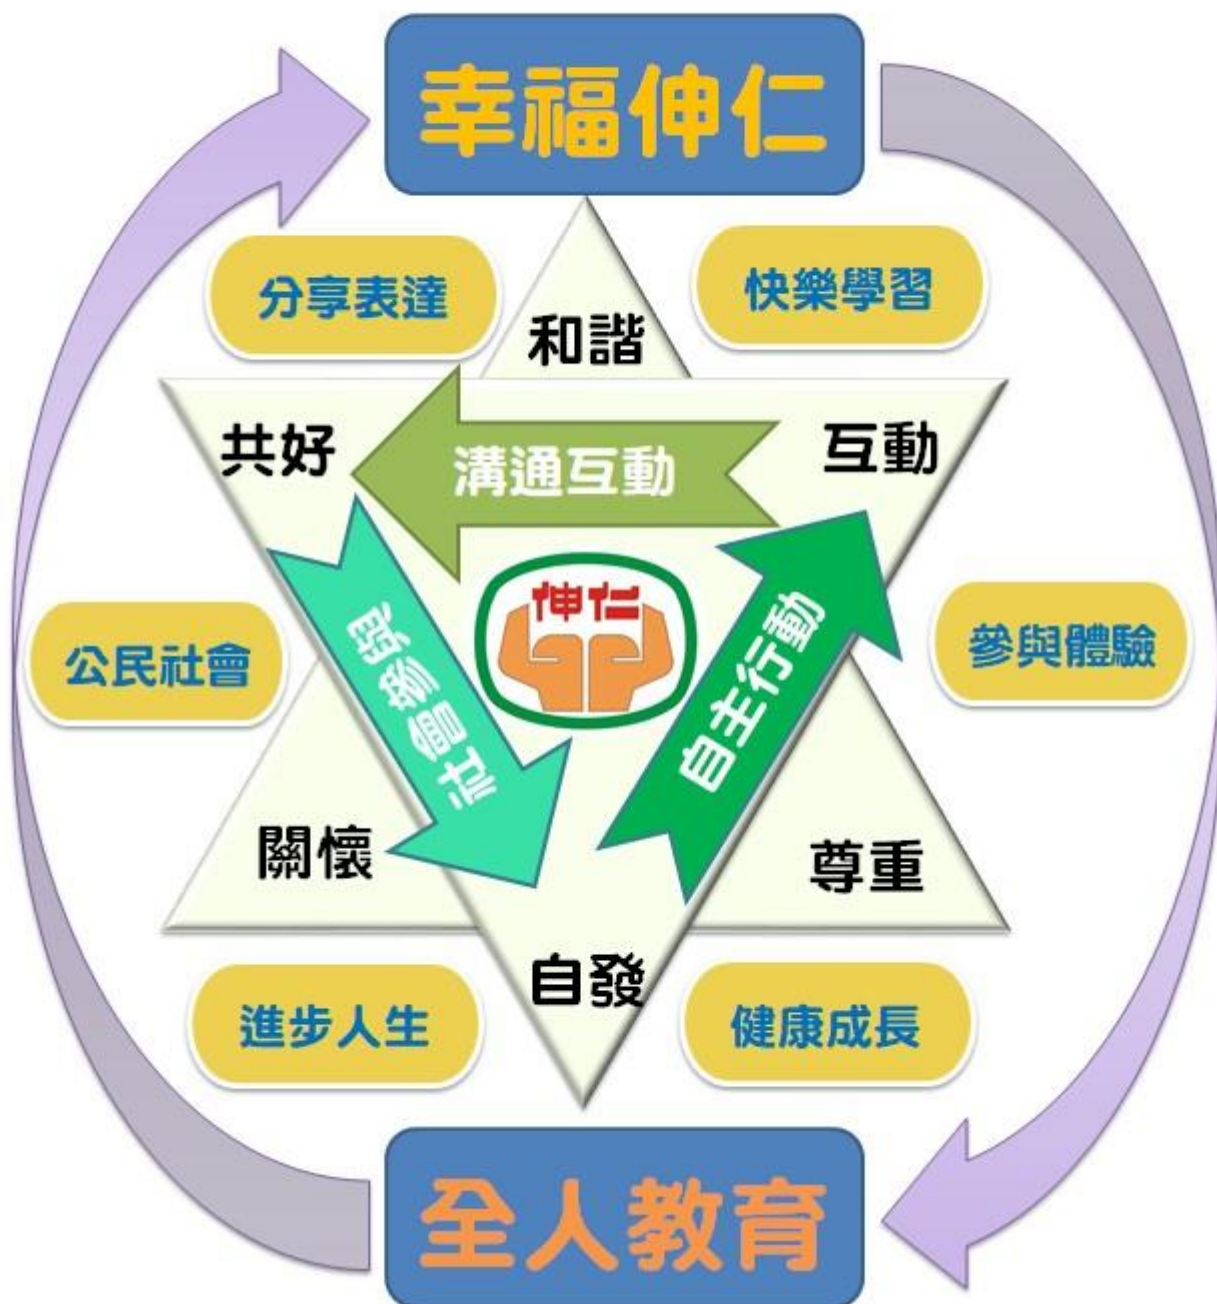 幸福伸仁
分享表達
快樂學習
和諧
共好
溝通互動
互動
伸仁
公民社會
社會參與
自主行動
參與體驗
關懷
尊重
自發
進步人生
健康成長
全人教育